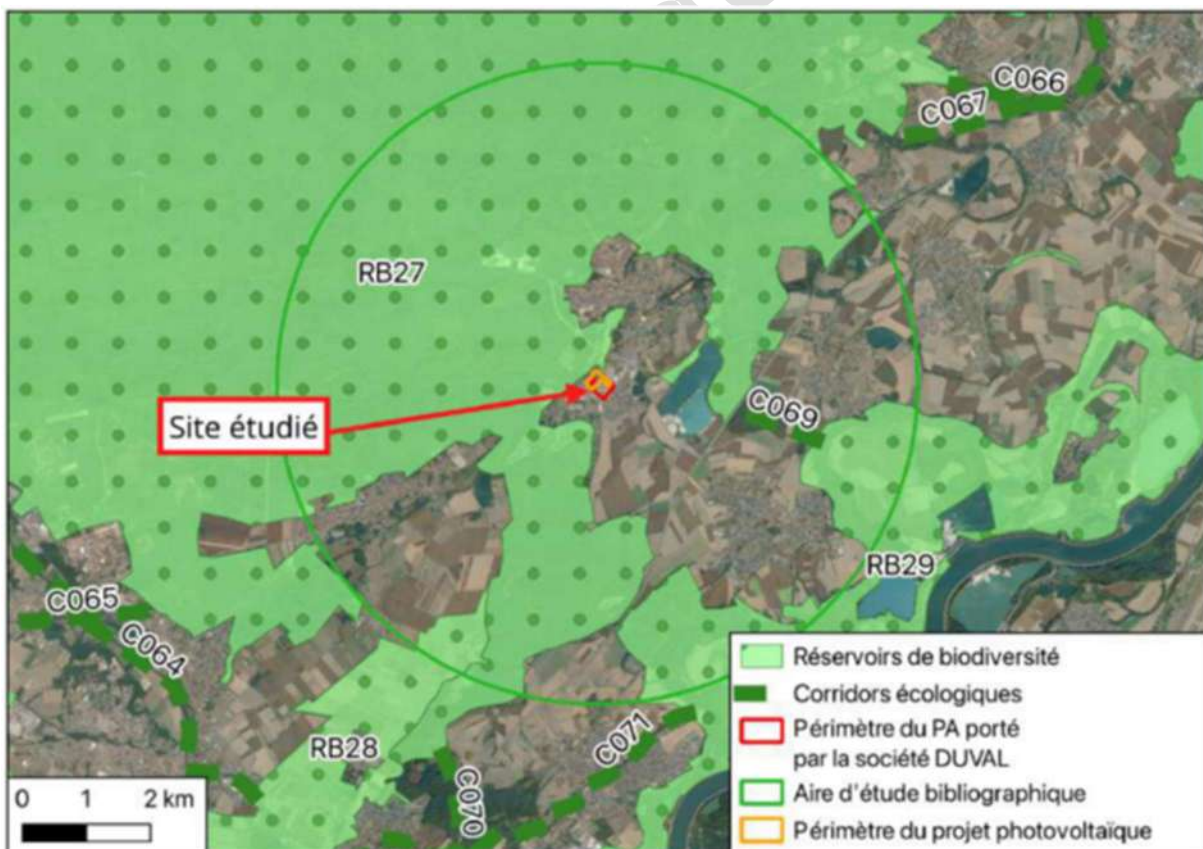 C066
C067
RB27
C069
Site étudié
RB29
C065
C064
RB28
C071
C070
0 1 2 km
Réservoirs de biodiversité
Corridors écologiques
Périmètre du PA porté
par la société DUVAL
Aire d'étude bibliographique
Périmètre du projet photovoltaïque